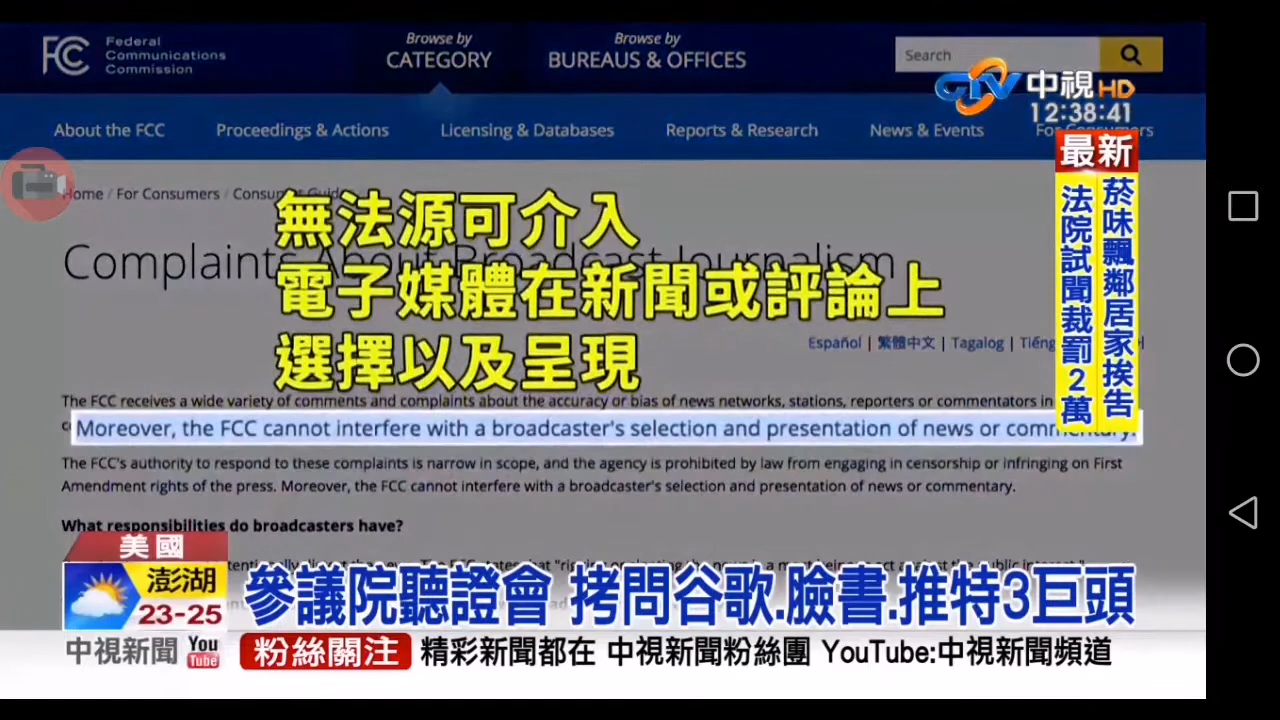 FCC
Federal
Communications
Commission
Browse by
CATEGORY
Browse by
BUREAUS & OFFICES
Search
CTV 中視HD
12:38:41
About the FCC
Proceedings & Actions
Licensing & Databases
Reports & Research
News & Events
For Consumers
最新
菸味飄鄰居家挨告
法院試聞裁罰2萬
Home / For Consumers / Consumer Guides
無法源可介入
Complaints About Broadcast Journalism
電子媒體在新聞或評論上
選擇以及呈現
Español | 繁體中文 | Tagalog | Tiếng
The FCC receives a wide variety of comments and complaints about the accuracy or bias of news networks, stations, reporters or commentators in
Moreover, the FCC cannot interfere with a broadcaster's selection and presentation of news or commentary.
The FCC's authority to respond to these complaints is narrow in scope, and the agency is prohibited by law from engaging in censorship or infringing on First
Amendment rights of the press. Moreover, the FCC cannot interfere with a broadcaster's selection and presentation of news or commentary.
What responsibilities do broadcasters have?
美國
澎湖
23-25
參議院聽證會 拷問谷歌.臉書.推特3巨頭
中視新聞 YouTube
粉絲關注 精彩新聞都在 中視新聞粉絲團 YouTube:中視新聞頻道